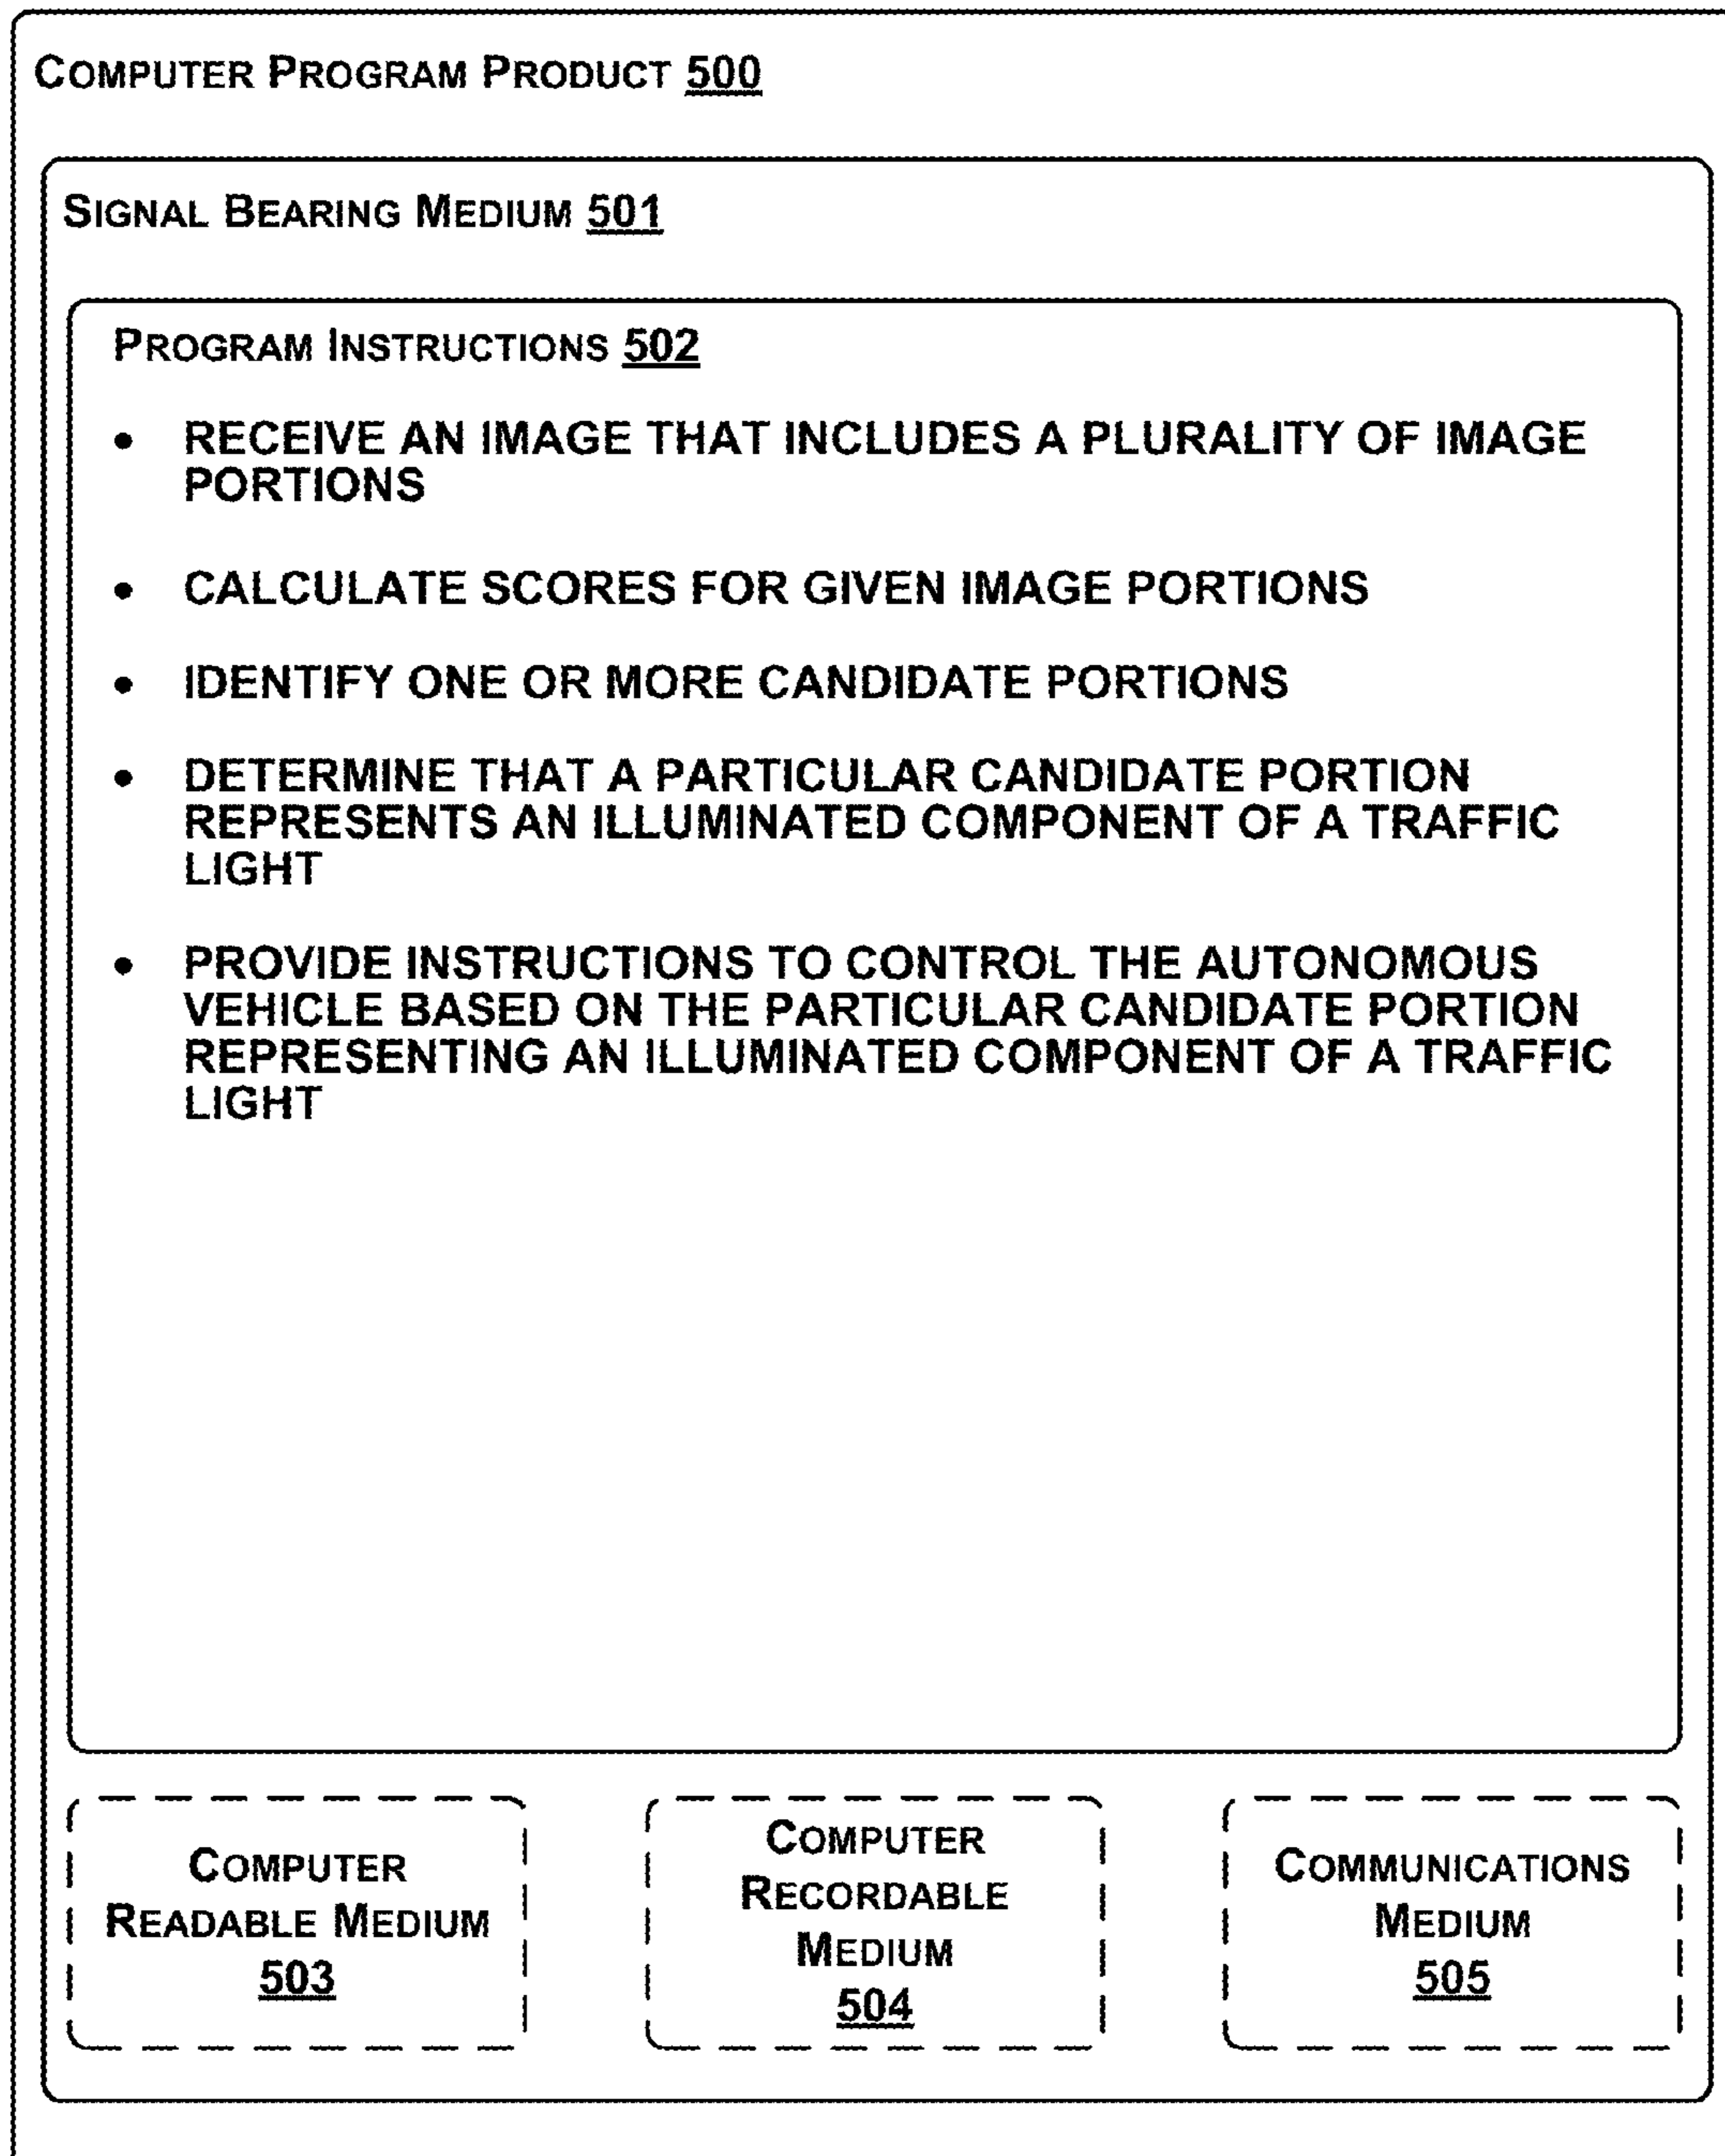 COMPUTER PROGRAM PRODUCT 500
SIGNAL BEARING MEDIUM 501
PROGRAM INSTRUCTIONS 502
• RECEIVE AN IMAGE THAT INCLUDES A PLURALITY OF IMAGE
PORTIONS
• CALCULATE SCORES FOR GIVEN IMAGE PORTIONS
• IDENTIFY ONE OR MORE CANDIDATE PORTIONS
• DETERMINE THAT A PARTICULAR CANDIDATE PORTION
REPRESENTS AN ILLUMINATED COMPONENT OF A TRAFFIC
LIGHT
• PROVIDE INSTRUCTIONS TO CONTROL THE AUTONOMOUS
VEHICLE BASED ON THE PARTICULAR CANDIDATE PORTION
REPRESENTING AN ILLUMINATED COMPONENT OF A TRAFFIC
LIGHT
COMPUTER
READABLE MEDIUM
503
COMPUTER
RECORDABLE
MEDIUM
504
COMMUNICATIONS
MEDIUM
505